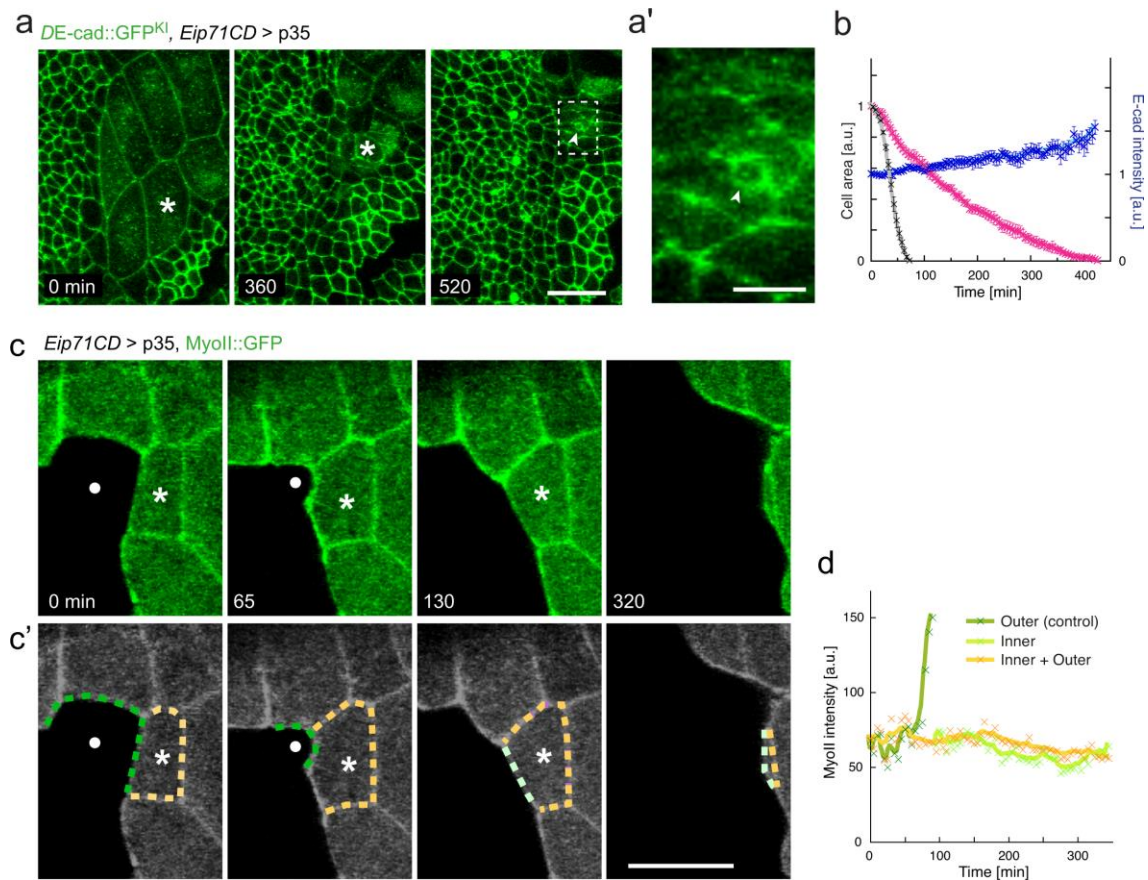 a
DE-cad::GFPKI, Eip71CD > p35
*
0 min
*
360
520
a'
b
1
0
Cell area [a.u.]
0
100
200
300
400
Time [min]
1
E-cad intensity [a.u.]
c
Eip71CD > p35, MyoII::GFP
*
0 min
*
65
*
130
320
c'
*
*
*
d
150
100
50
0
MyoII intensity [a.u.]
Outer (control)
Inner
Inner + Outer
0
100
200
300
Time [min]